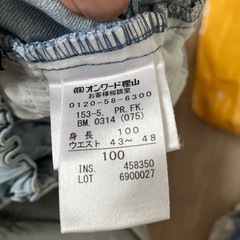 ㈱オンワード樫山
お客様相談室
0120-58-6300
153-5. PR. FK.
BM. 0314 (075)
身長 100
ウエスト 43~ 48
100
INS. 458350
LOT 6900027